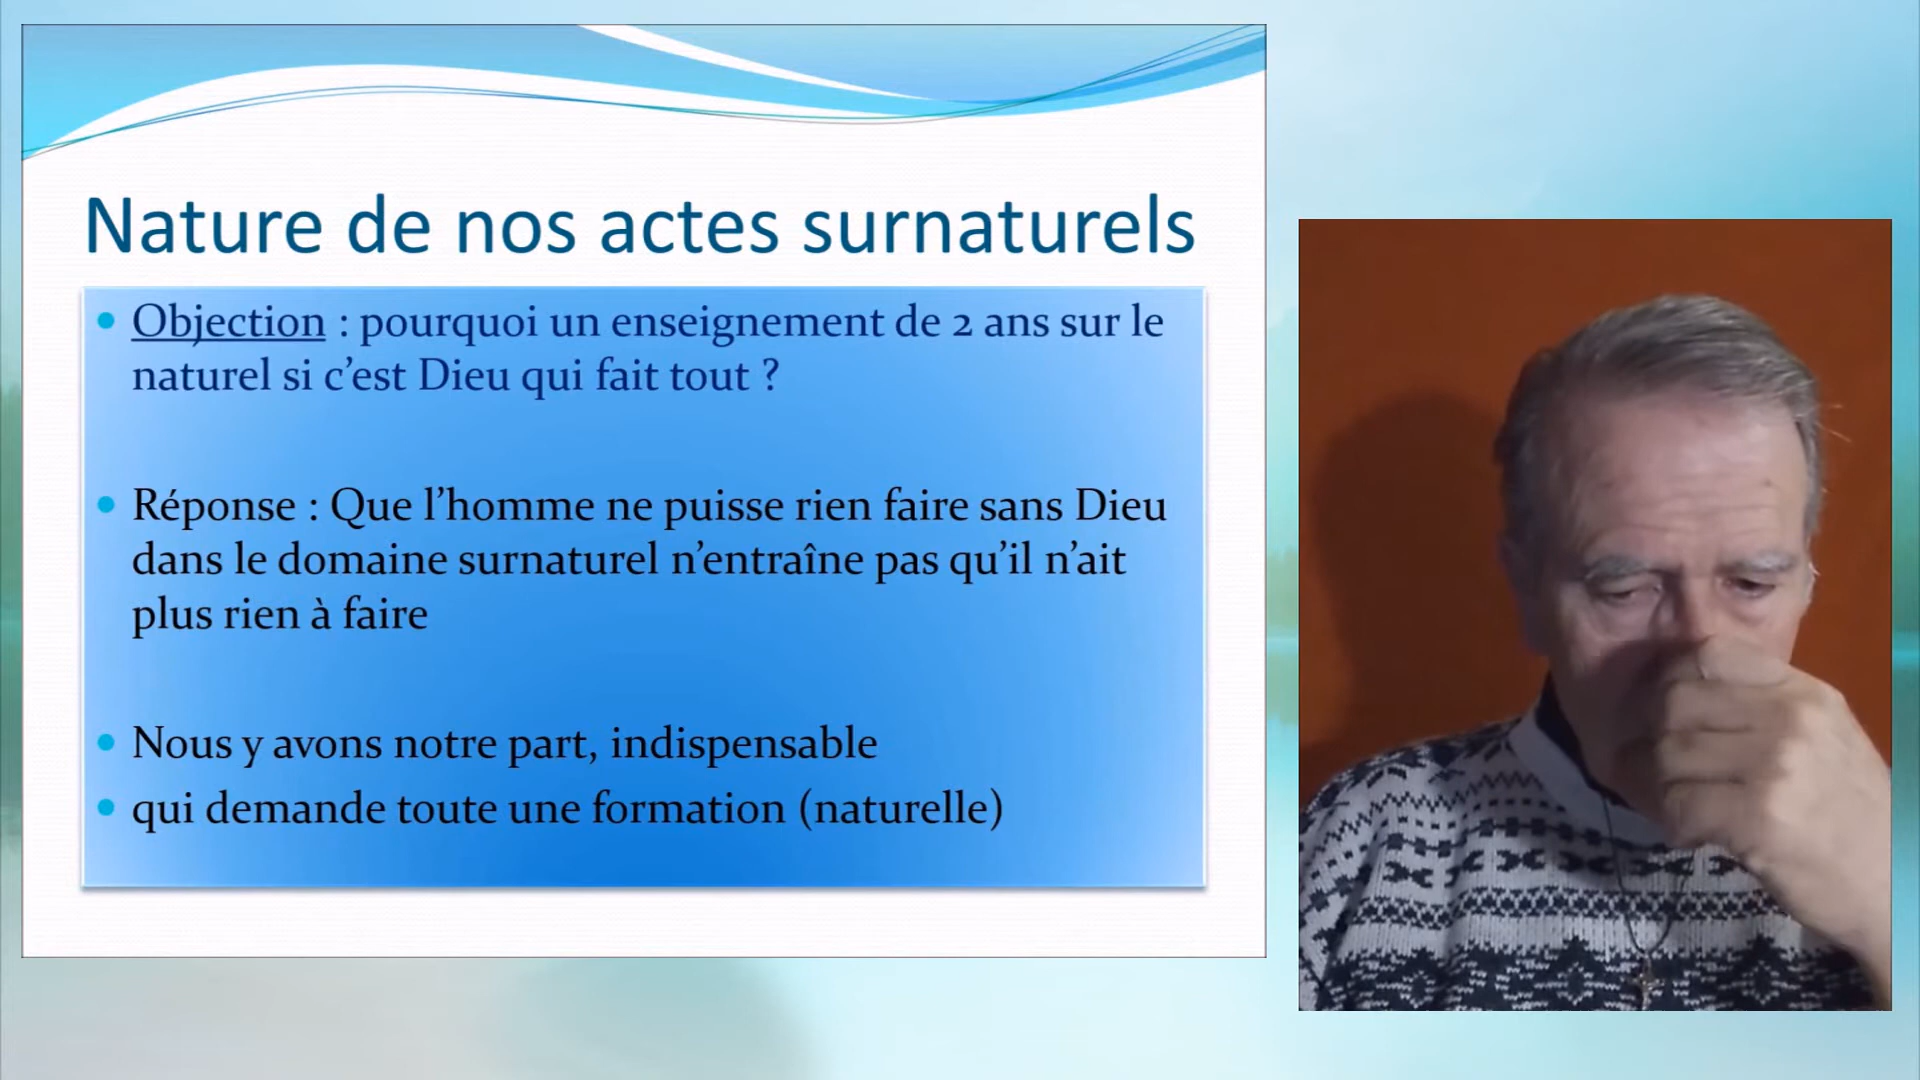 Nature de nos actes surnaturels
• Objection : pourquoi un enseignement de 2 ans sur le
naturel si c’est Dieu qui fait tout ?
• Réponse : Que l’homme ne puisse rien faire sans Dieu
dans le domaine surnaturel n’entraîne pas qu’il n’ait
plus rien à faire
• Nous y avons notre part, indispensable
• qui demande toute une formation (naturelle)